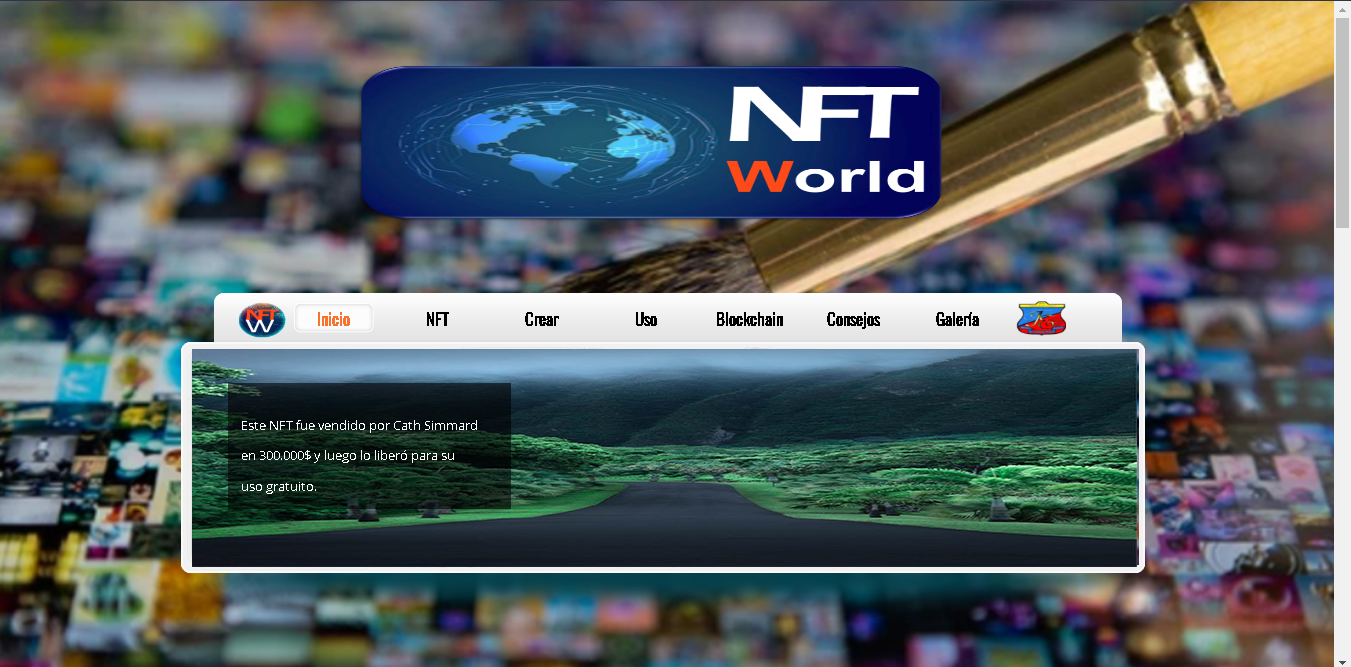 NFT
World
NFT
W
Inicio
NFT
Crear
Uso
Blockchain
Consejos
Galería
Este NFT fue vendido por Cath Simmard
en 300.000$ y luego lo liberó para su
uso gratuito.